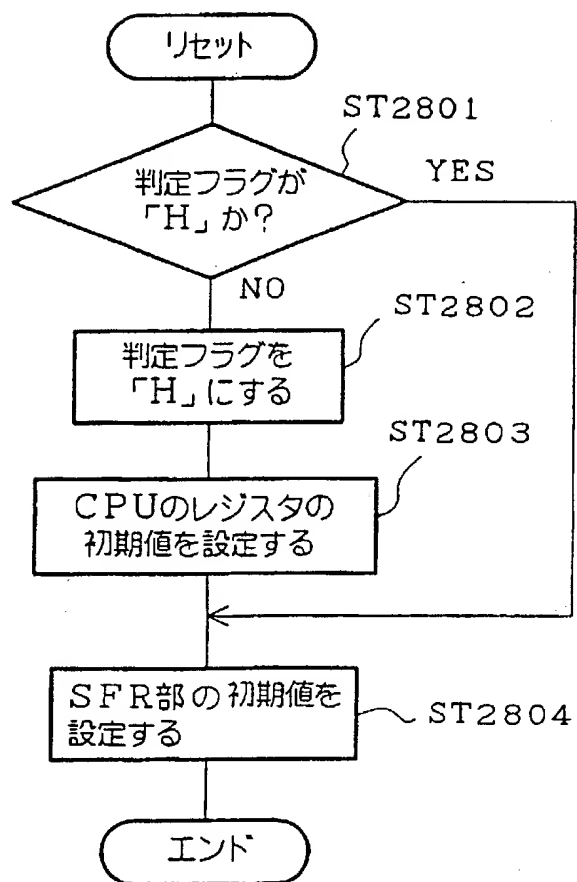 リセット
ST2801
判定フラグが
「H」か?
YES
NO
ST2802
判定フラグを
「H」にする
ST2803
CPUのレジスタの
初期値を設定する
SFR部の初期値を
設定する
ST2804
エンド